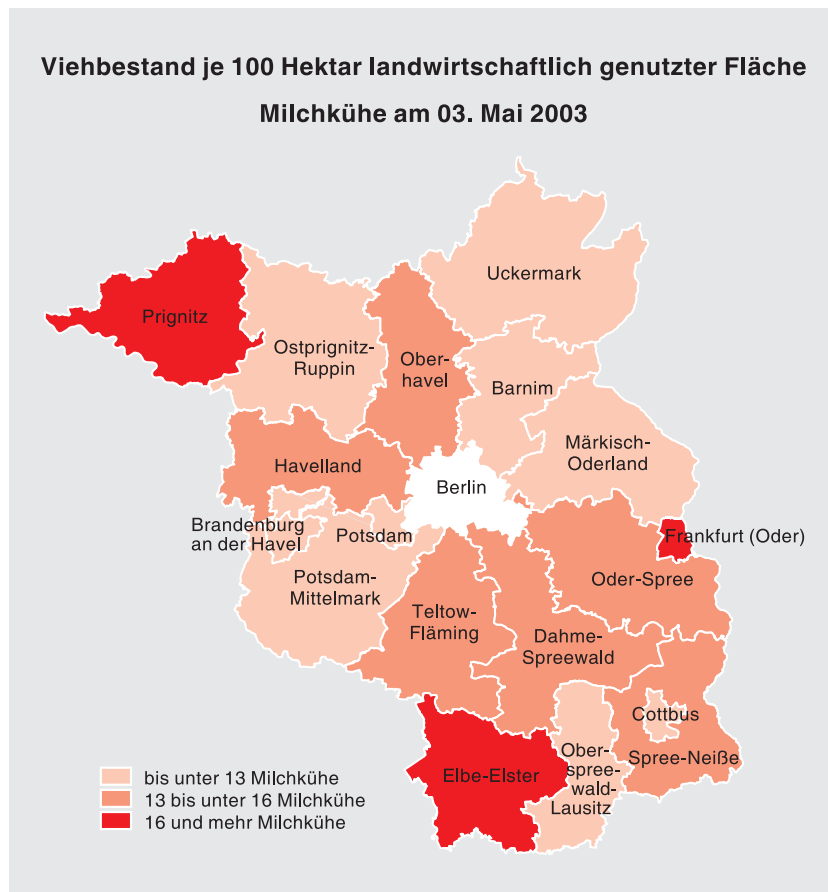 Viehbestand je 100 Hektar landwirtschaftlich genutzter Fläche
Milchkühe am 03. Mai 2003
Uckermark
Prignitz
Ostprignitz-
Ruppin
Ober-
havel
Barnim
Märkisch-
Oderland
Havelland
Berlin
Brandenburg
an der Havel
Potsdam
Frankfurt (Oder)
Potsdam-
Mittelmark
Oder-Spree
Teltow-
Fläming
Dahme-
Spreewald
Cottbus
Spree-Neiße
Elbe-Elster
Ober-
spree-
wald-
Lausitz
bis unter 13 Milchkühe
13 bis unter 16 Milchkühe
16 und mehr Milchkühe